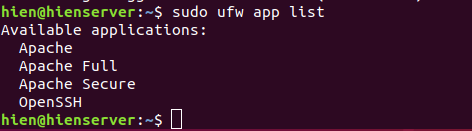 hien@hienserver:~$ sudo ufw app list
Available applications:
  Apache
  Apache Full
  Apache Secure
  OpenSSH
hien@hienserver:~$